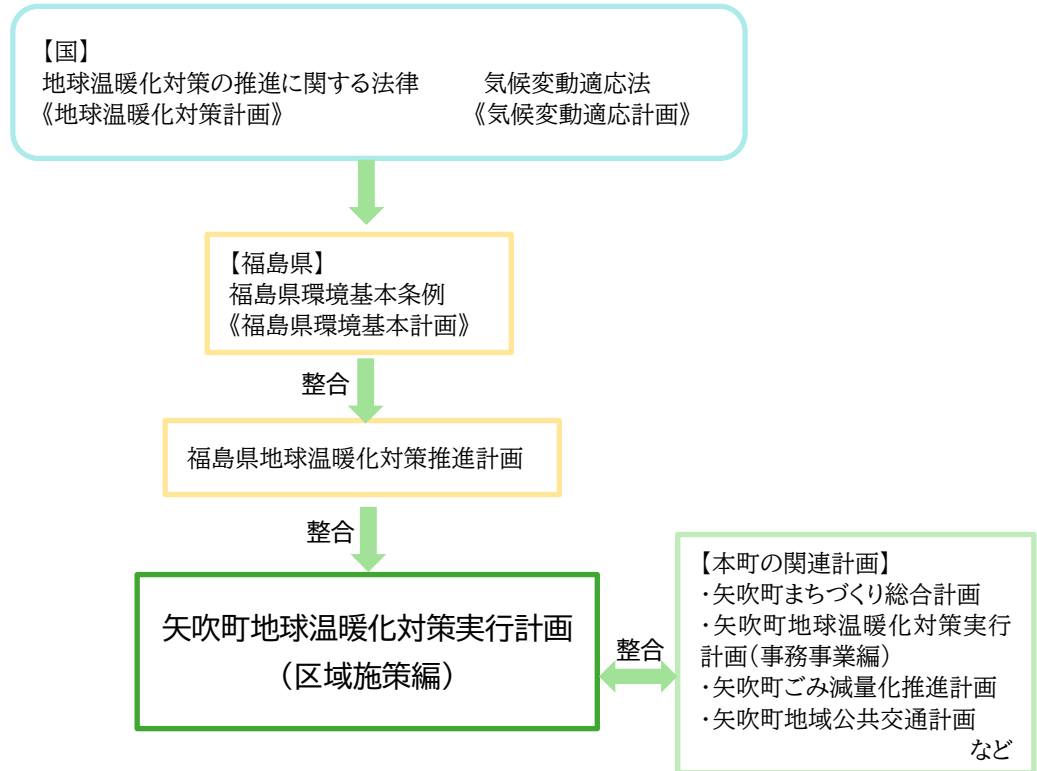 【国】
地球温暖化対策の推進に関する法律　　気候変動適応法
《地球温暖化対策計画》　　《気候変動適応計画》
【福島県】
福島県環境基本条例
《福島県環境基本計画》
整合
福島県地球温暖化対策推進計画
整合
矢吹町地球温暖化対策実行計画
（区域施策編）
整合
【本町の関連計画】
・矢吹町まちづくり総合計画
・矢吹町地球温暖化対策実行
計画（事務事業編）
・矢吹町ごみ減量化推進計画
・矢吹町地域公共交通計画
など